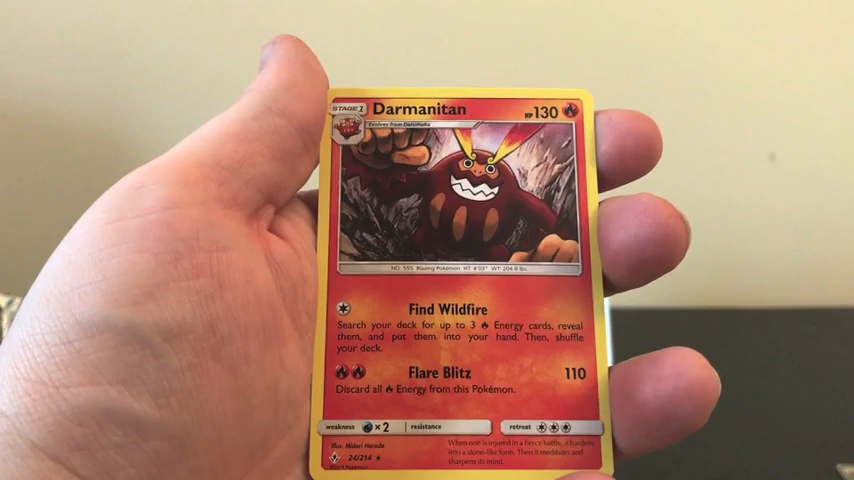 STAGE 1 Darmanitan HP 130
Evolves from Darumaka
NO. 555 Blazing Pokémon HT: 4'03" WT: 204.8 lbs.
Find Wildfire
Search your deck for up to 3 Energy cards, reveal
them, and put them into your hand. Then, shuffle
your deck.
Flare Blitz 110
Discard all Energy from this Pokémon.
weakness ×2 resistance retreat
Illus. Midori Harada
24/214
©2019 Pokémon
When one is injured in a fierce battle, it hardens
into a stone-like form. Then it meditates and
sharpens its mind.